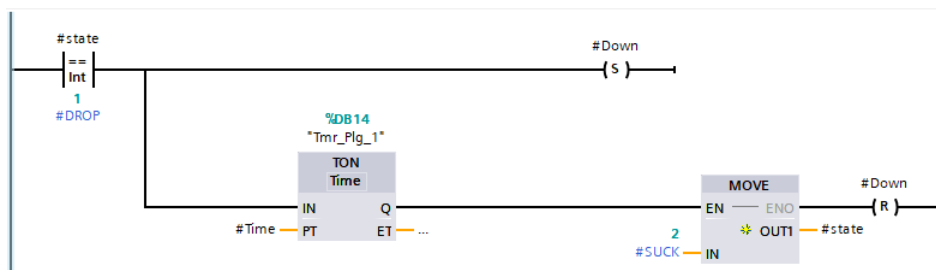 #state
#Down
==
( S )
Int
1
#DROP
%DB14
"Tmr_Plg_1"
TON
Time
MOVE
#Down
IN
Q
EN
ENO
( R )
#Time
PT
ET
...
OUT1
#state
2
#SUCK
IN